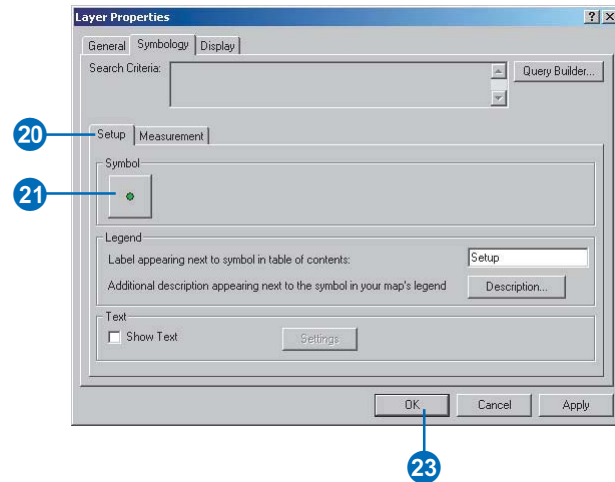 Layer Properties
General Symbology Display
Search Criteria:
Query Builder...
20
Setup Measurement
Symbol
21
Legend
Label appearing next to symbol in table of contents:
Setup
Additional description appearing next to the symbol in your map's legend
Description...
Text
Show Text
Settings
OK Cancel Apply
23